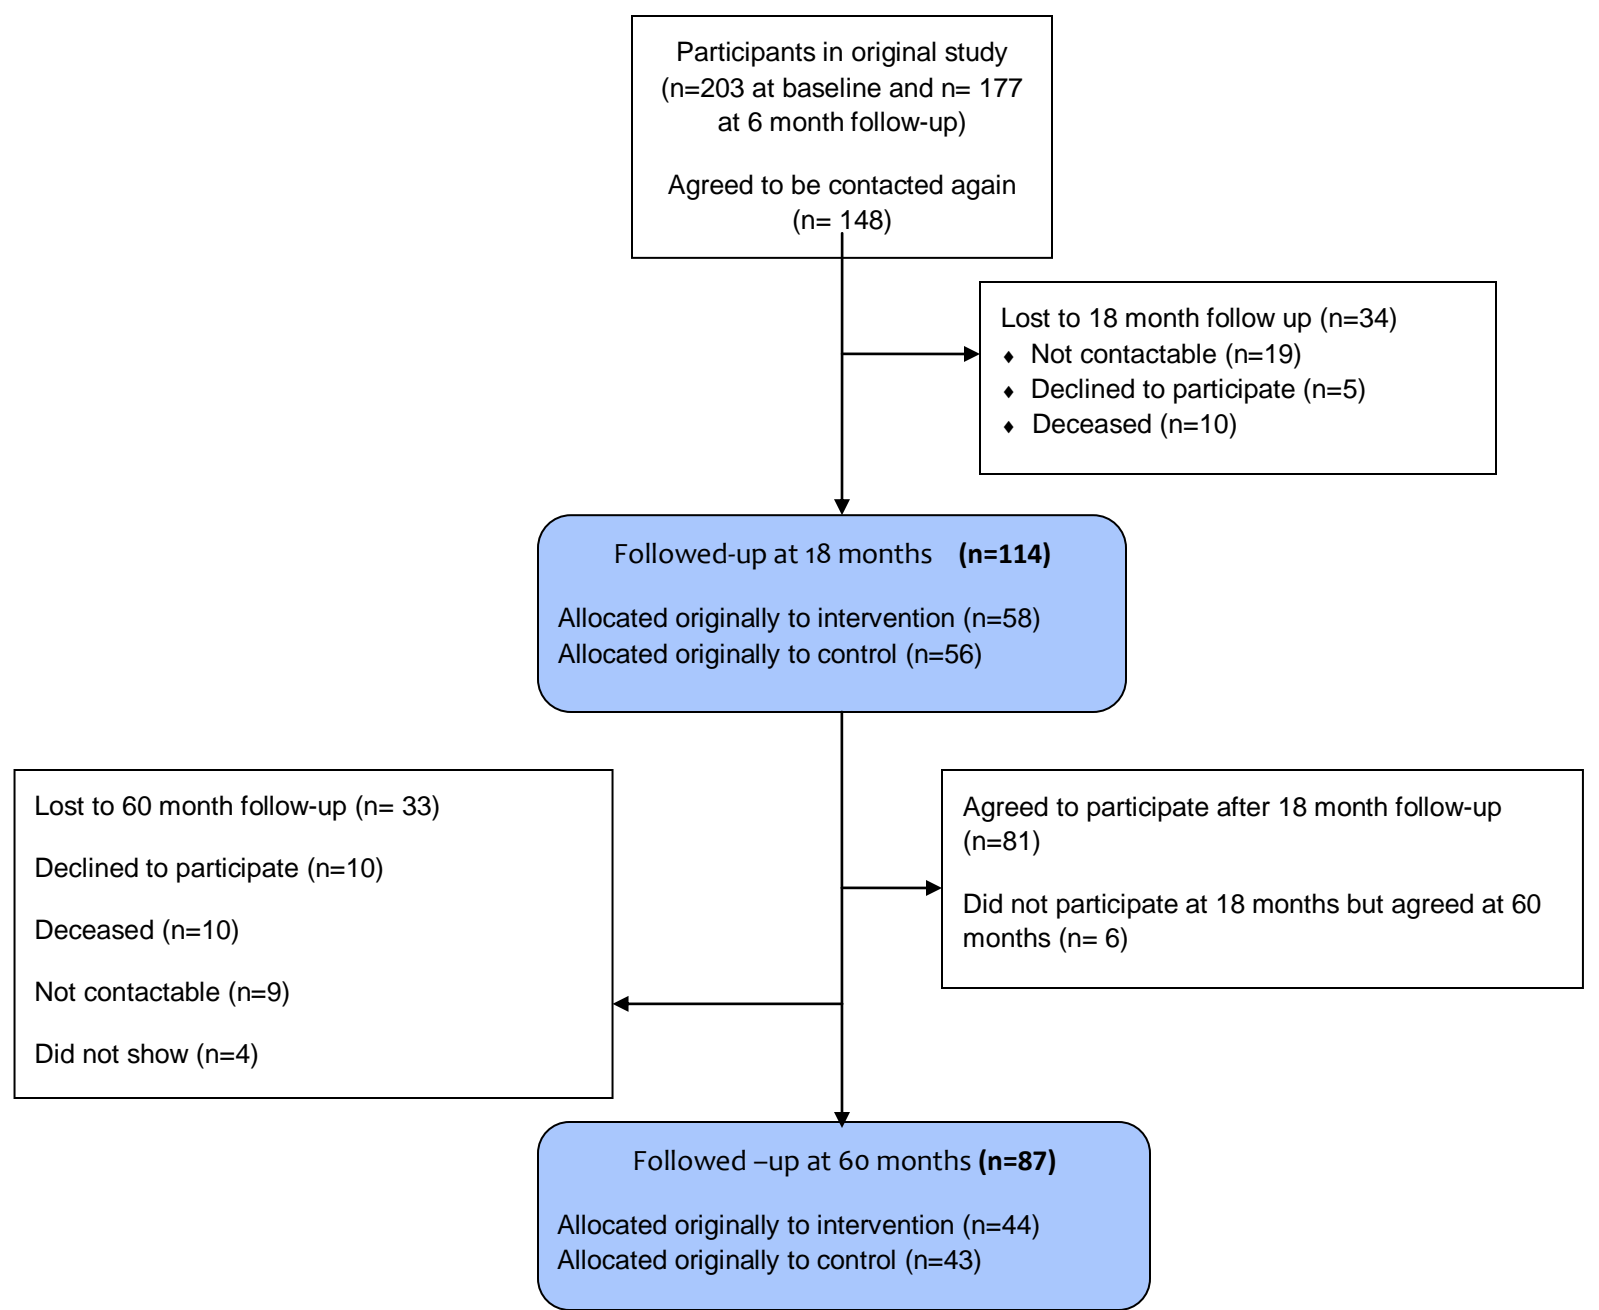 Participants in original study
(n=203 at baseline and n= 177
at 6 month follow-up)
Agreed to be contacted again
(n= 148)
Lost to 18 month follow up (n=34)
♦ Not contactable (n=19)
♦ Declined to participate (n=5)
♦ Deceased (n=10)
Followed-up at 18 months (n=114)
Allocated originally to intervention (n=58)
Allocated originally to control (n=56)
Lost to 60 month follow-up (n= 33)
Declined to participate (n=10)
Deceased (n=10)
Not contactable (n=9)
Did not show (n=4)
Agreed to participate after 18 month follow-up
(n=81)
Did not participate at 18 months but agreed at 60
months (n= 6)
Followed –up at 60 months (n=87)
Allocated originally to intervention (n=44)
Allocated originally to control (n=43)